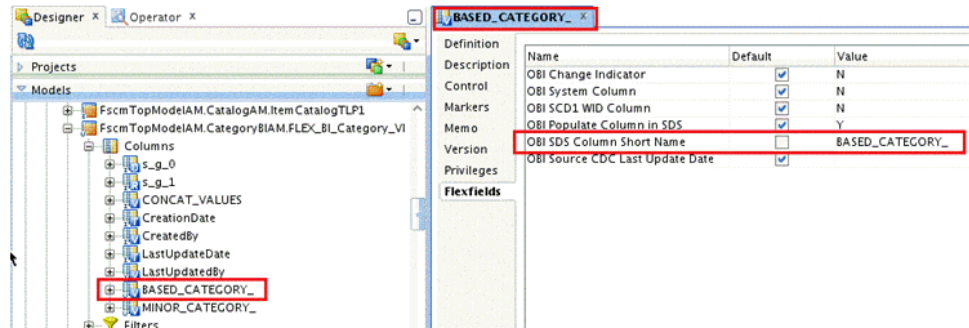 Designer
Operator
Projects
Models
FscmTopModelAM.CatalogAM.ItemCatalogTLP1
FscmTopModelAM.CategoryBIAM.FLEX_BI_Category_VI
Columns
s_g_0
s_g_1
CONCAT_VALUES
CreationDate
CreatedBy
LastUpdateDate
LastUpdatedBy
BASED_CATEGORY_
MINOR_CATEGORY_
Filters
BASED_CATEGORY_
Definition
Description
Control
Markers
Memo
Version
Privileges
Flexfields
Name Default Value
OBI Change Indicator N
OBI System Column N
OBI SCD1 WID Column N
OBI Populate Column in SDS Y
OBI SDS Column Short Name BASED_CATEGORY_
OBI Source CDC Last Update Date